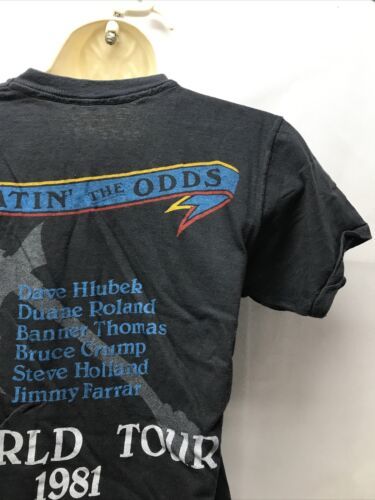 ATIN' THE ODDS
Dave Hlubek
Duane Roland
Banner Thomas
Bruce Crump
Steve Holland
Jimmy Farrar
RLD TOUR
1981